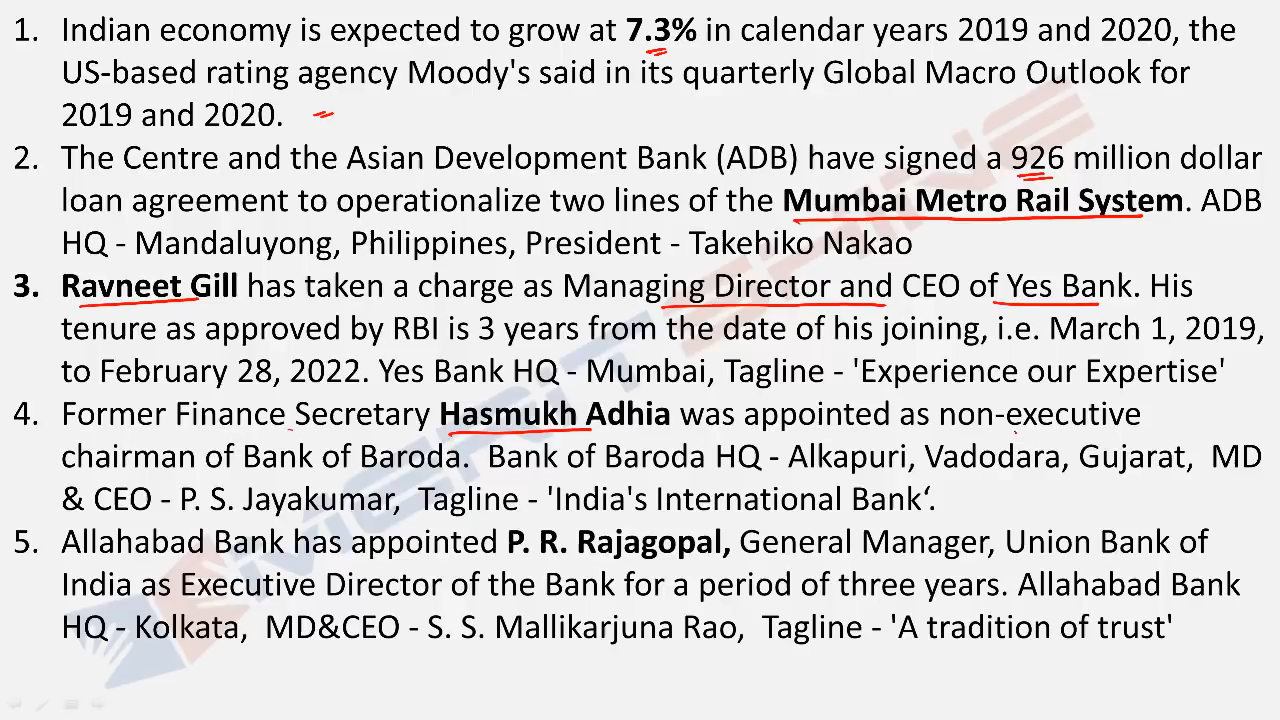 1. Indian economy is expected to grow at 7.3% in calendar years 2019 and 2020, the
US-based rating agency Moody's said in its quarterly Global Macro Outlook for
2019 and 2020.
2. The Centre and the Asian Development Bank (ADB) have signed a 926 million dollar
loan agreement to operationalize two lines of the Mumbai Metro Rail System. ADB
HQ - Mandaluyong, Philippines, President - Takehiko Nakao
3. Ravneet Gill has taken a charge as Managing Director and CEO of Yes Bank. His
tenure as approved by RBI is 3 years from the date of his joining, i.e. March 1, 2019,
to February 28, 2022. Yes Bank HQ - Mumbai, Tagline - 'Experience our Expertise'
4. Former Finance Secretary Hasmukh Adhia was appointed as non-executive
chairman of Bank of Baroda. Bank of Baroda HQ - Alkapuri, Vadodara, Gujarat, MD
& CEO - P. S. Jayakumar, Tagline - 'India's International Bank‘.
5. Allahabad Bank has appointed P. R. Rajagopal, General Manager, Union Bank of
India as Executive Director of the Bank for a period of three years. Allahabad Bank
HQ - Kolkata, MD&CEO - S. S. Mallikarjuna Rao, Tagline - 'A tradition of trust'
MERIT SHINE